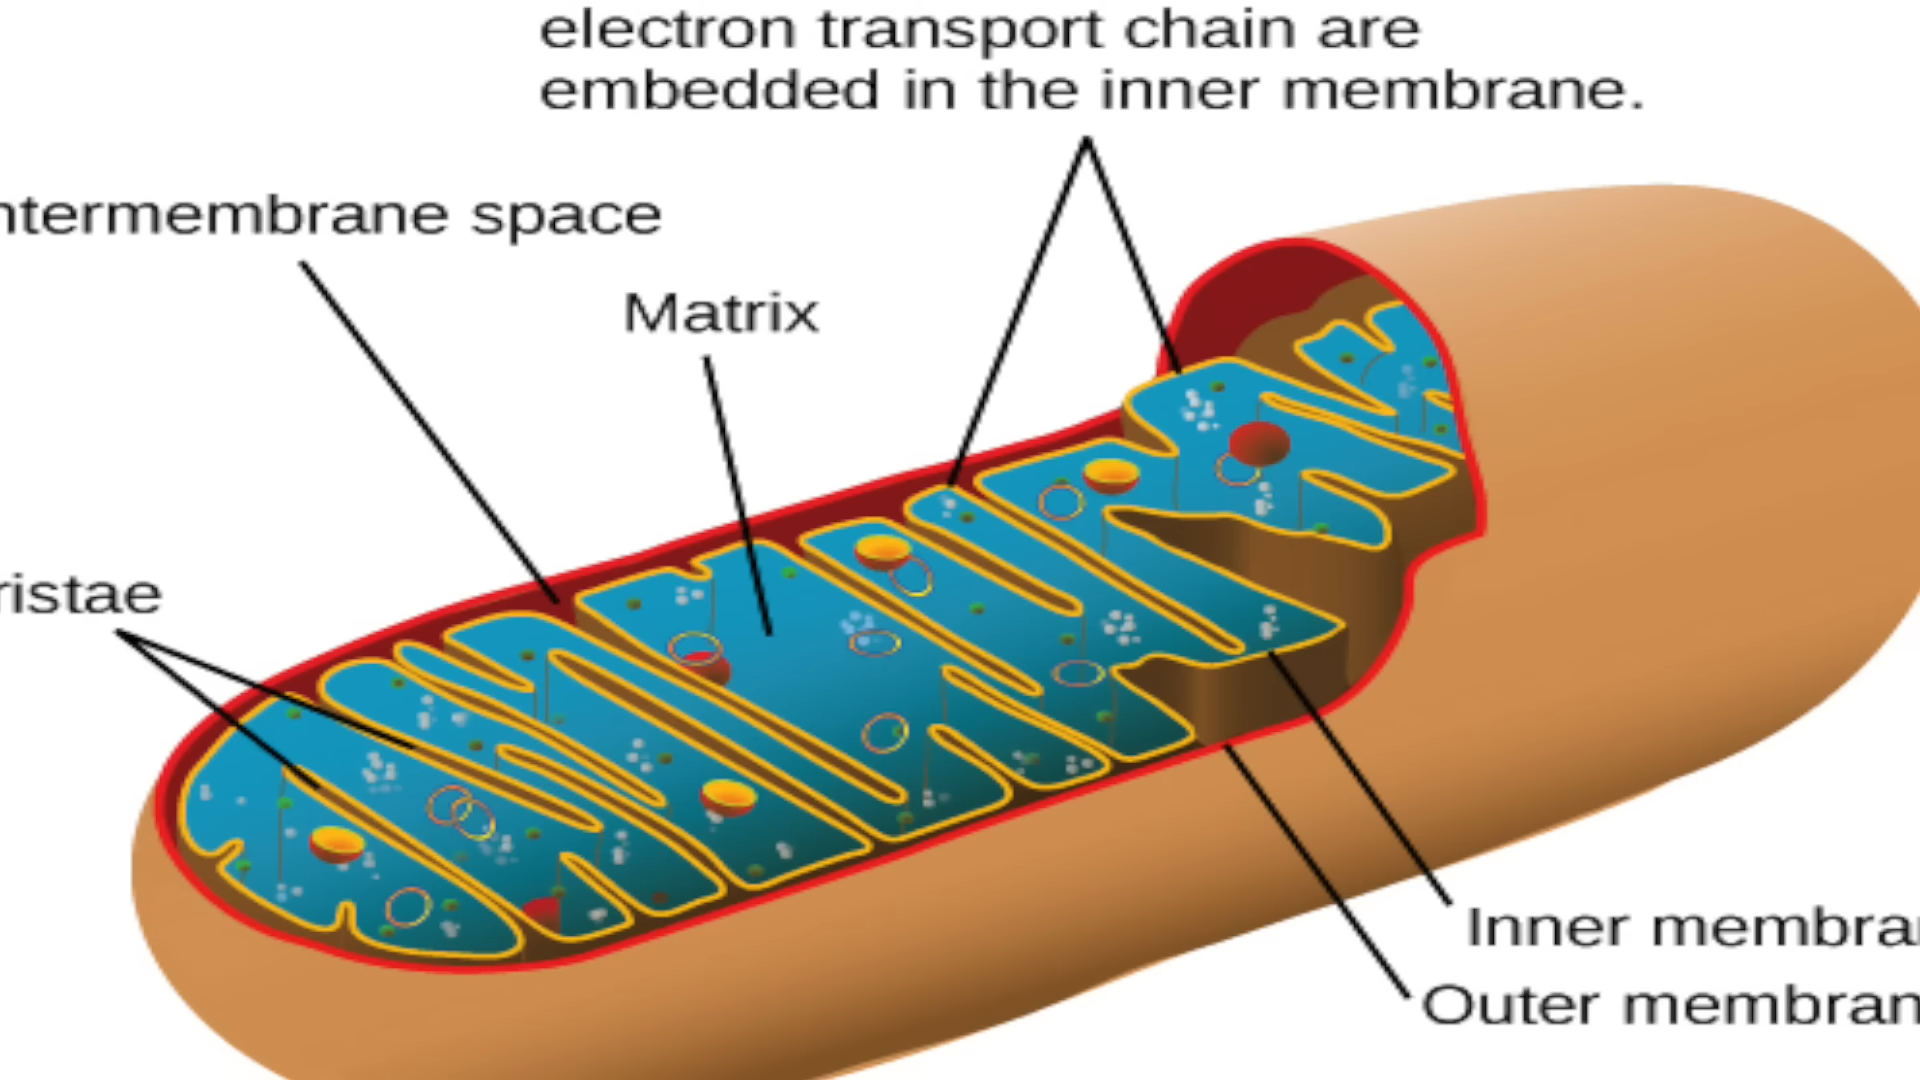 electron transport chain are
embedded in the inner membrane.
ntermembrane space
Matrix
ristae
Inner membra
Outer membran